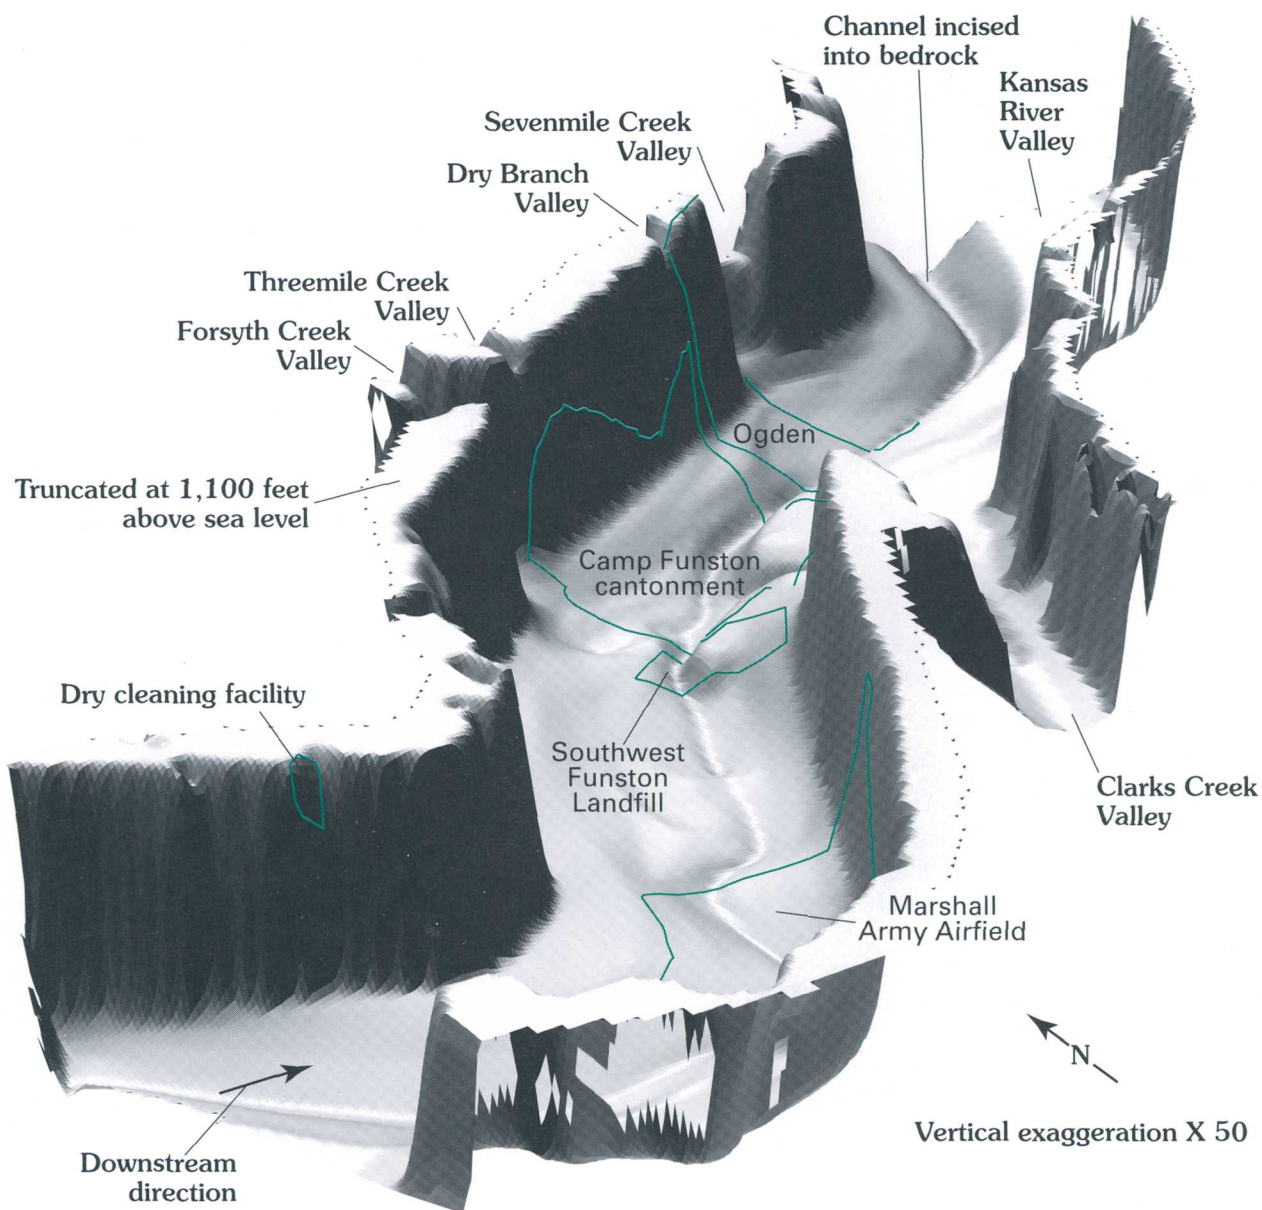 Channel incised
into bedrock
Kansas
River
Valley
Sevenmile Creek
Valley
Dry Branch
Valley
Threemile Creek
Valley
Forsyth Creek
Valley
Ogden
Truncated at 1,100 feet
above sea level
Camp Funston
cantonment
Dry cleaning facility
Southwest
Funston
Landfill
Clarks Creek
Valley
Marshall
Army Airfield
N
Vertical exaggeration X 50
Downstream
direction